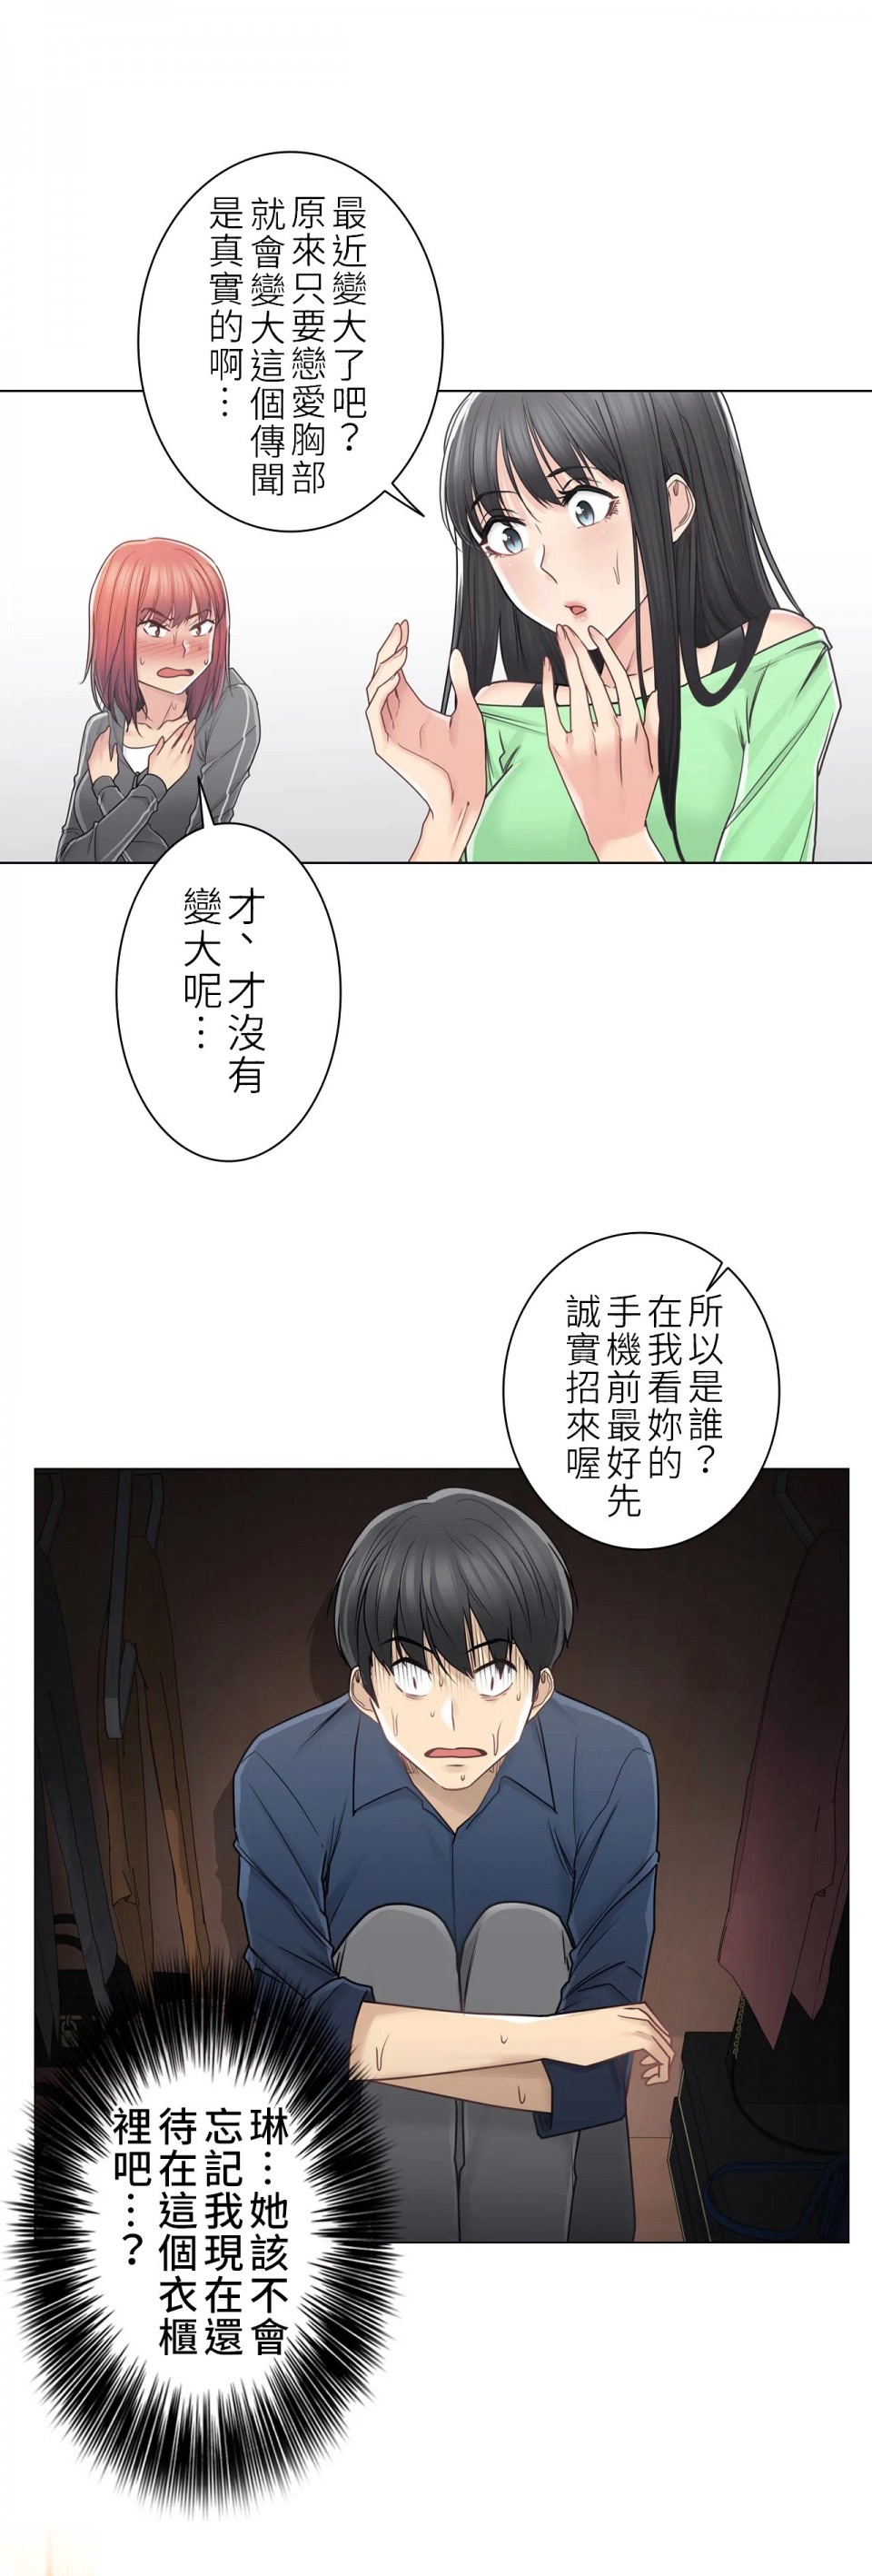 最近變大了吧？
原來只要戀愛胸部
就會變大這個傳聞
是真實的啊…
才、才沒有
變大呢…
所以是誰？
在我看妳的
手機前最好先
誠實招來喔
琳…她該不會
忘記我現在還
待在這個衣櫃
裡吧…？